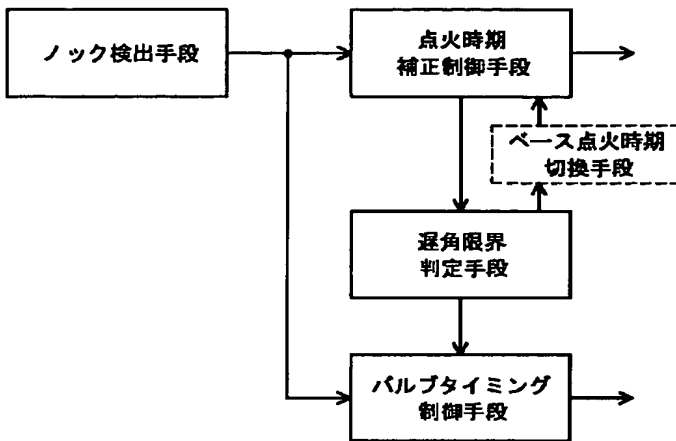 ノック検出手段
点火時期
補正制御手段
ベース点火時期
切換手段
遅角限界
判定手段
バルブタイミング
制御手段